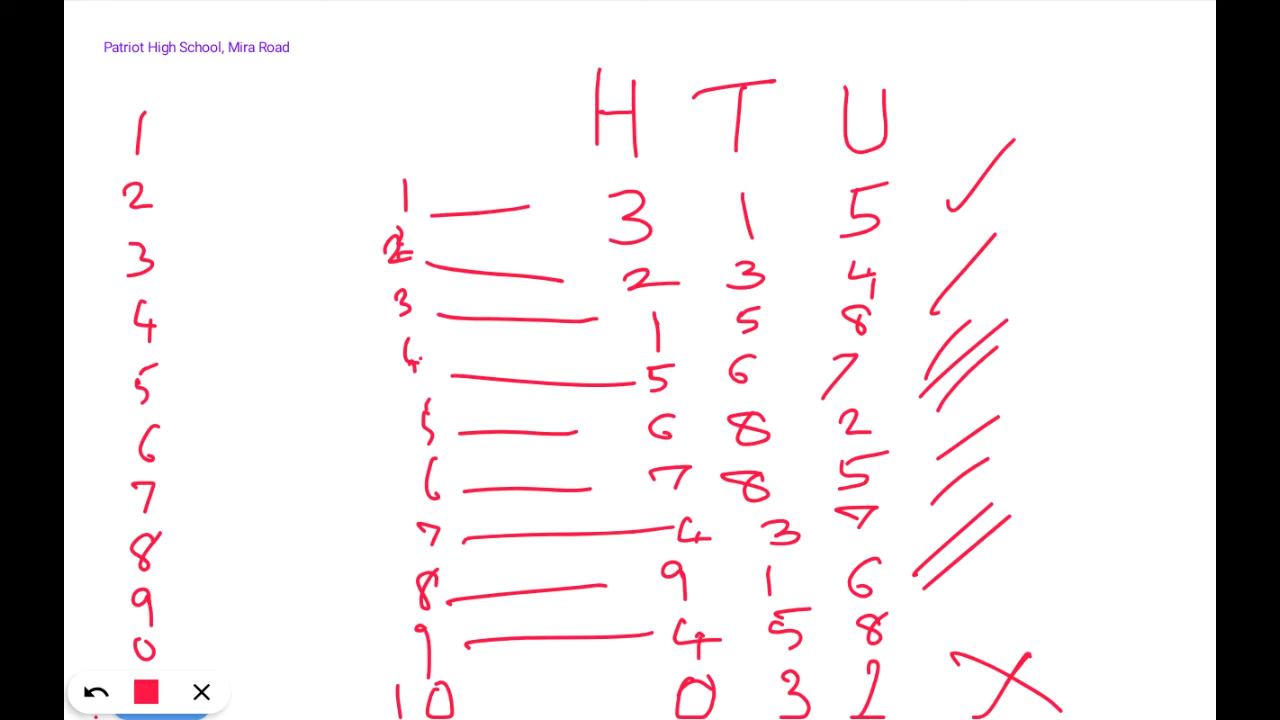 Patriot High School, Mira Road
H T U
1
2
3
4
5
6
7
8
9
0
1 — 3 1 5 ✓
2 — 2 3 4
3 — 1 5 8
4 — 5 6 7
5 — 6 8 2
6 — 7 8 5
7 — 4 3 7
8 — 9 1 6
9 — 4 5 8
10 0 3 2 X